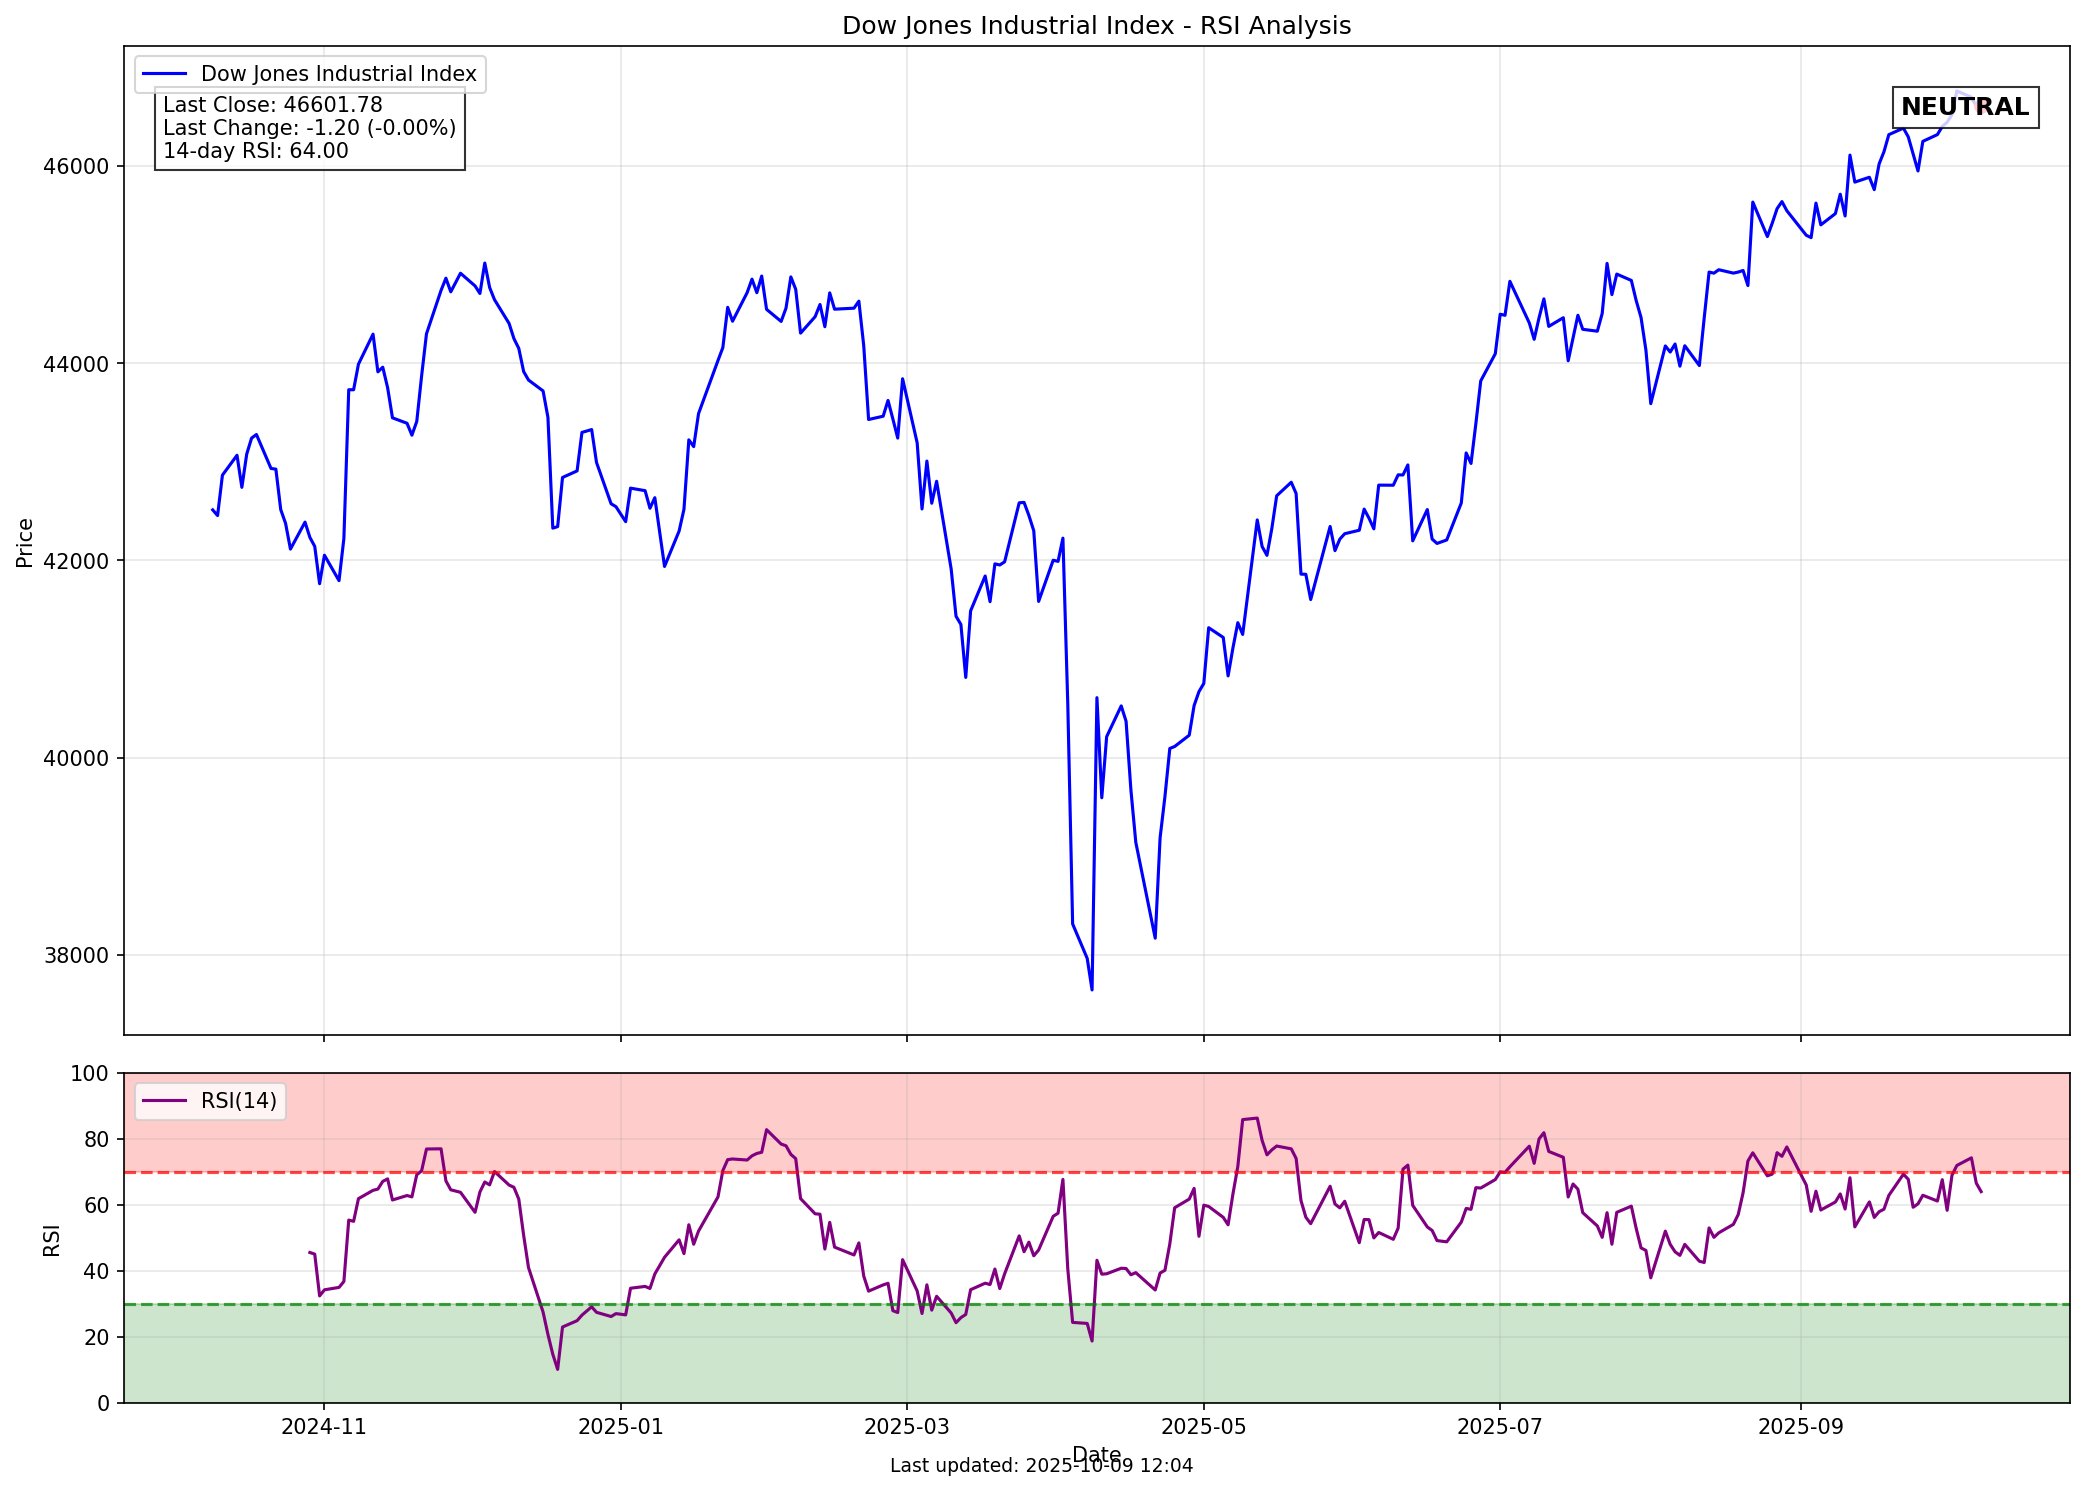 Dow Jones Industrial Index - RSI Analysis
Dow Jones Industrial Index
Last Close: 46601.78
Last Change: -1.20 (-0.00%)
14-day RSI: 64.00
NEUTRAL
Price
46000
44000
42000
40000
38000
RSI(14)
RSI
100
80
60
40
20
0
2024-11
2025-01
2025-03
2025-05
2025-07
2025-09
Date
Last updated: 2025-10-09 12:04